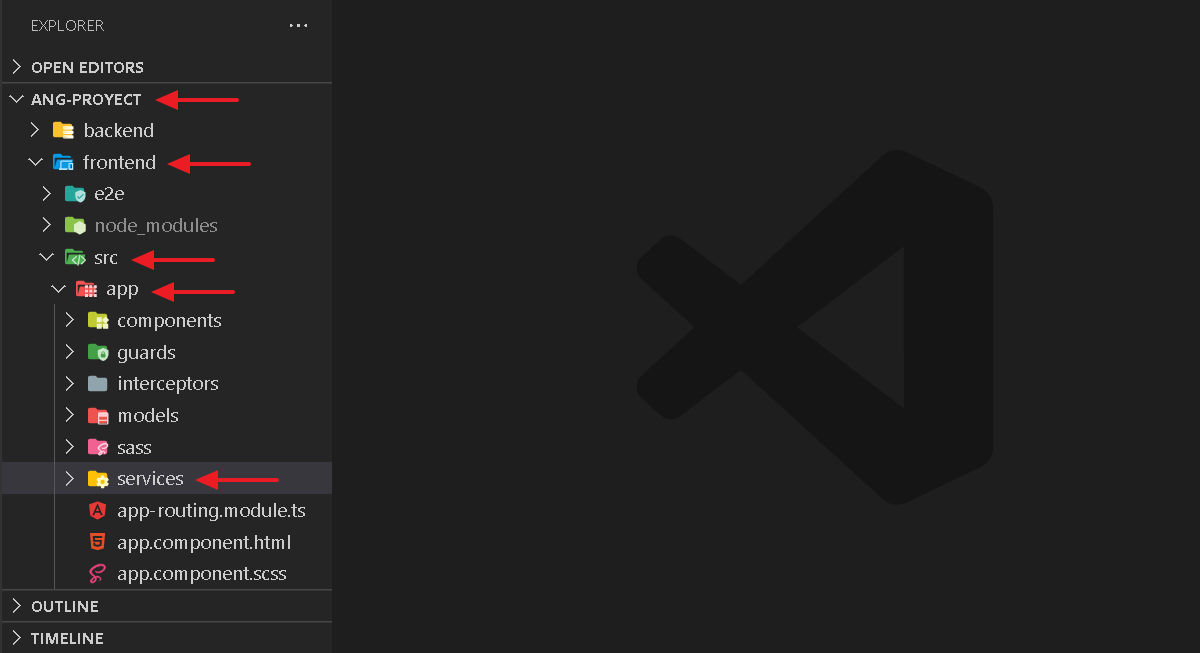 EXPLORER
OPEN EDITORS
ANG-PROYECT
backend
frontend
e2e
node_modules
src
app
components
guards
interceptors
models
sass
services
app-routing.module.ts
app.component.html
app.component.scss
OUTLINE
TIMELINE